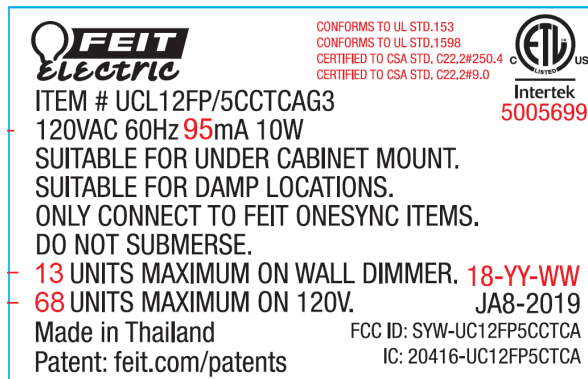 FEIT
Electric
CONFORMS TO UL STD.153
CONFORMS TO UL STD.1598
CERTIFIED TO CSA STD. C22.2#250.4
CERTIFIED TO CSA STD. C22.2#9.0
C ETL US
LISTED
Intertek
5005699
ITEM # UCL12FP/5CCTCAG3
120VAC 60Hz 95mA 10W
SUITABLE FOR UNDER CABINET MOUNT.
SUITABLE FOR DAMP LOCATIONS.
ONLY CONNECT TO FEIT ONESYNC ITEMS.
DO NOT SUBMERSE.
13 UNITS MAXIMUM ON WALL DIMMER. 18-YY-WW
68 UNITS MAXIMUM ON 120V. JA8-2019
Made in Thailand FCC ID: SYW-UC12FP5CCTCA
Patent: feit.com/patents IC: 20416-UC12FP5CTCA